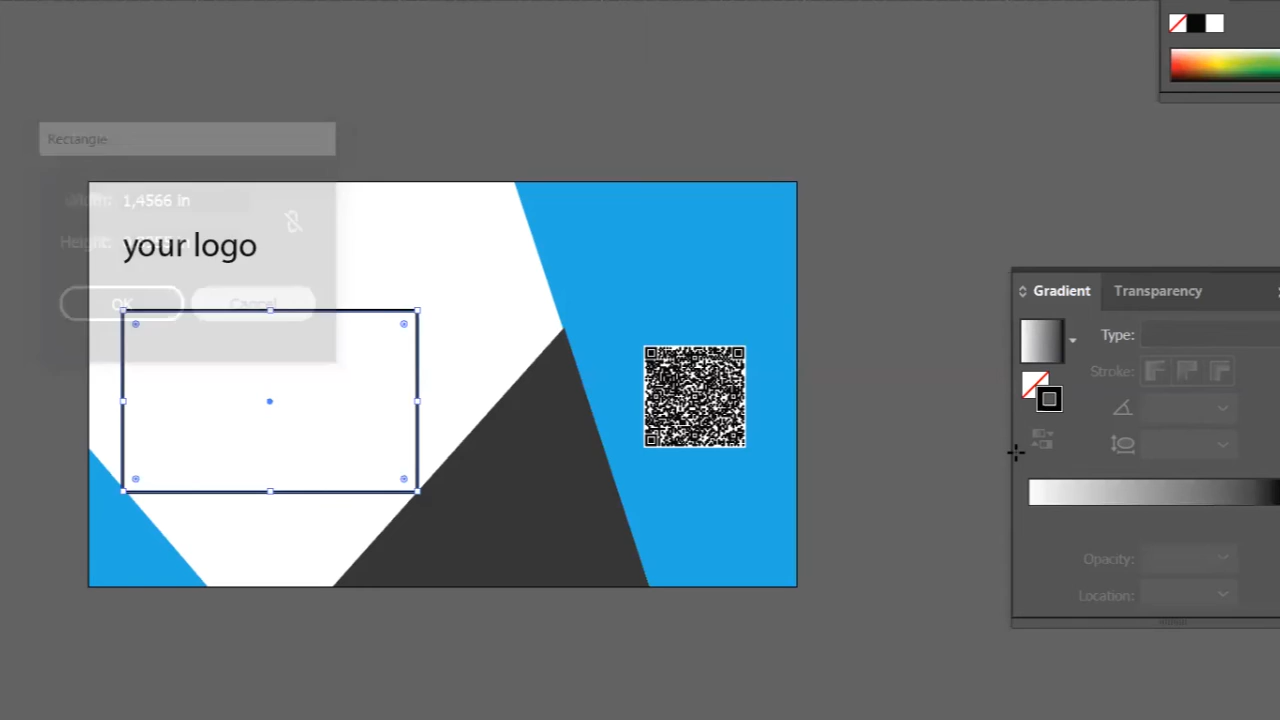 Rectangle
Width: 1,4566 in
Height:
your logo
OK
Cancel
Gradient
Transparency
Type:
Stroke:
Opacity:
Location: